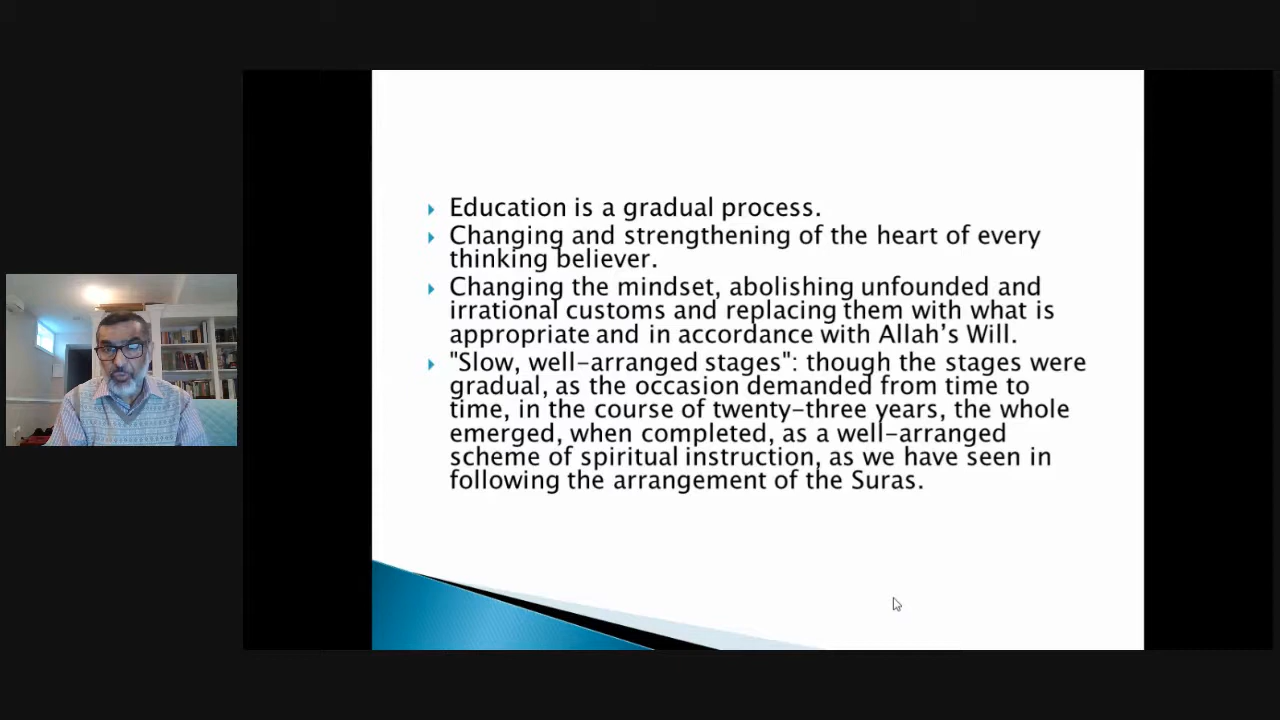 Education is a gradual process.
Changing and strengthening of the heart of every
thinking believer.
Changing the mindset, abolishing unfounded and
irrational customs and replacing them with what is
appropriate and in accordance with Allah’s Will.
"Slow, well-arranged stages": though the stages were
gradual, as the occasion demanded from time to
time, in the course of twenty-three years, the whole
emerged, when completed, as a well-arranged
scheme of spiritual instruction, as we have seen in
following the arrangement of the Suras.